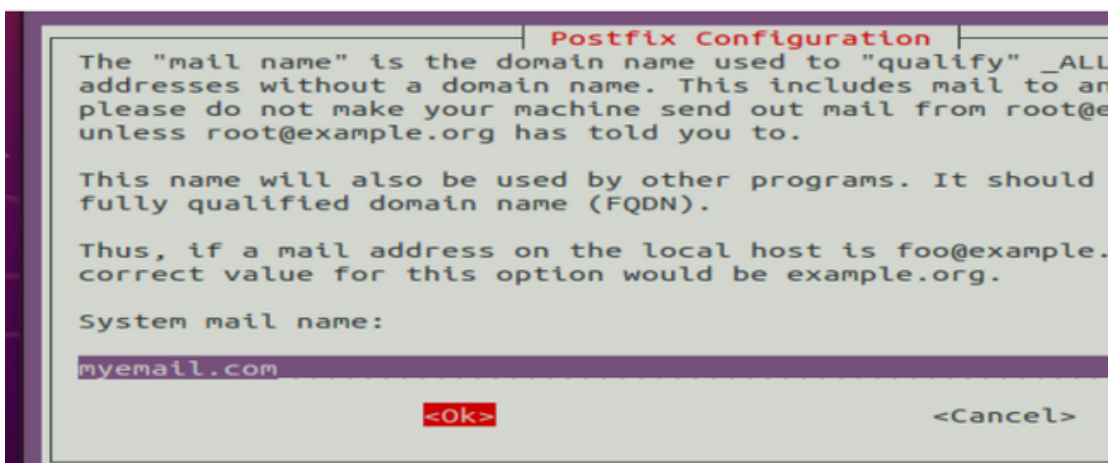 Postfix Configuration
The "mail name" is the domain name used to "qualify" _ALL
addresses without a domain name. This includes mail to an
please do not make your machine send out mail from root@e
unless root@example.org has told you to.
This name will also be used by other programs. It should
fully qualified domain name (FQDN).
Thus, if a mail address on the local host is foo@example.
correct value for this option would be example.org.
System mail name:
myemail.com
<Ok> <Cancel>